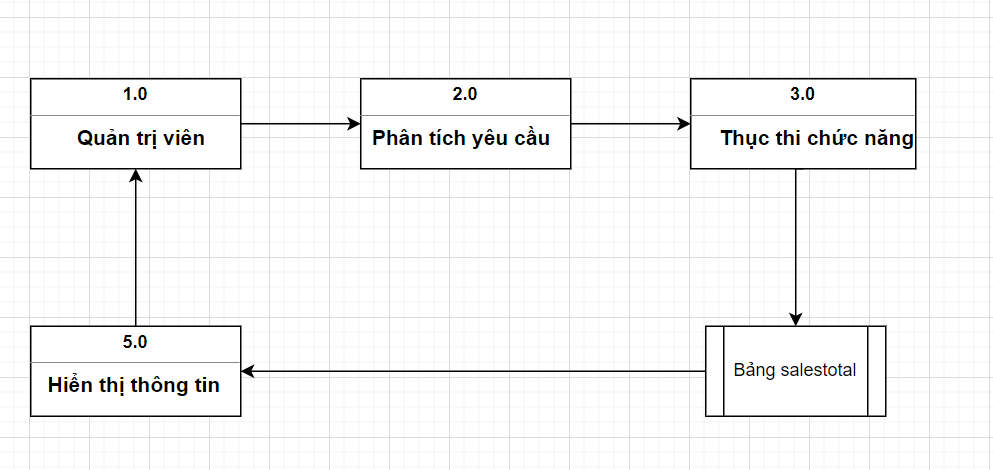 1.0
Quản trị viên
2.0
Phân tích yêu cầu
3.0
Thục thi chức năng
Bảng salestotal
5.0
Hiển thị thông tin